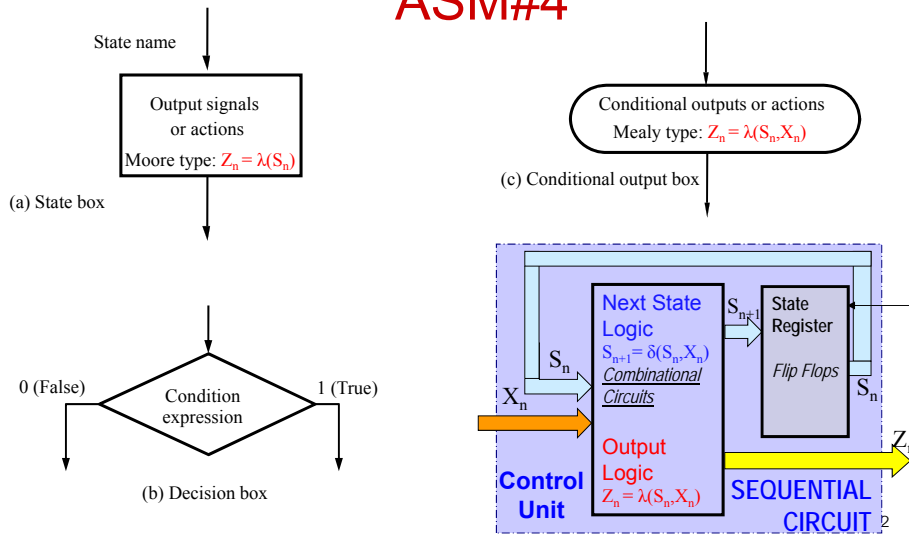 ASM#4
State name
Output signals
or actions
Moore type: Zn = λ(Sn)
(a) State box
Conditional outputs or actions
Mealy type: Zn = λ(Sn,Xn)
(c) Conditional output box
0 (False)
Condition
expression
1 (True)
(b) Decision box
Next State
Logic
Sn+1= δ(Sn,Xn)
Combinational
Circuits
Output
Logic
Zn = λ(Sn,Xn)
Sn+1
State
Register
Flip Flops
Sn
Sn
Xn
Control
Unit
SEQUENTIAL
CIRCUIT
2